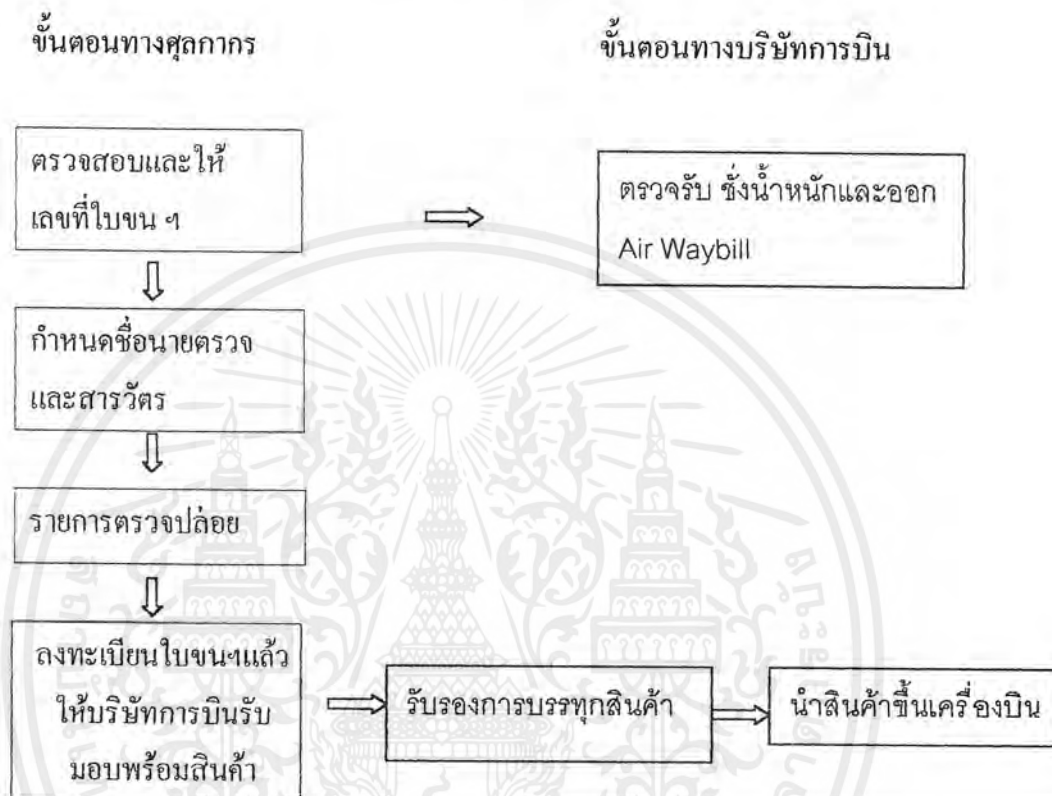 ขั้นตอนทางศุลกากร
ขั้นตอนทางบริษัทการบิน
ตรวจสอบและให้
เลขที่ใบขน ฯ
ตรวจรับ ชั่งน้ำหนักและออก
Air Waybill
กำหนดชื่อนายตรวจ
และสารวัตร
รายการตรวจปล่อย
ลงทะเบียนใบขนฯแล้ว
ให้บริษัทการบินรับ
มอบพร้อมสินค้า
รับรองการบรรทุกสินค้า
นำสินค้าขึ้นเครื่องบิน